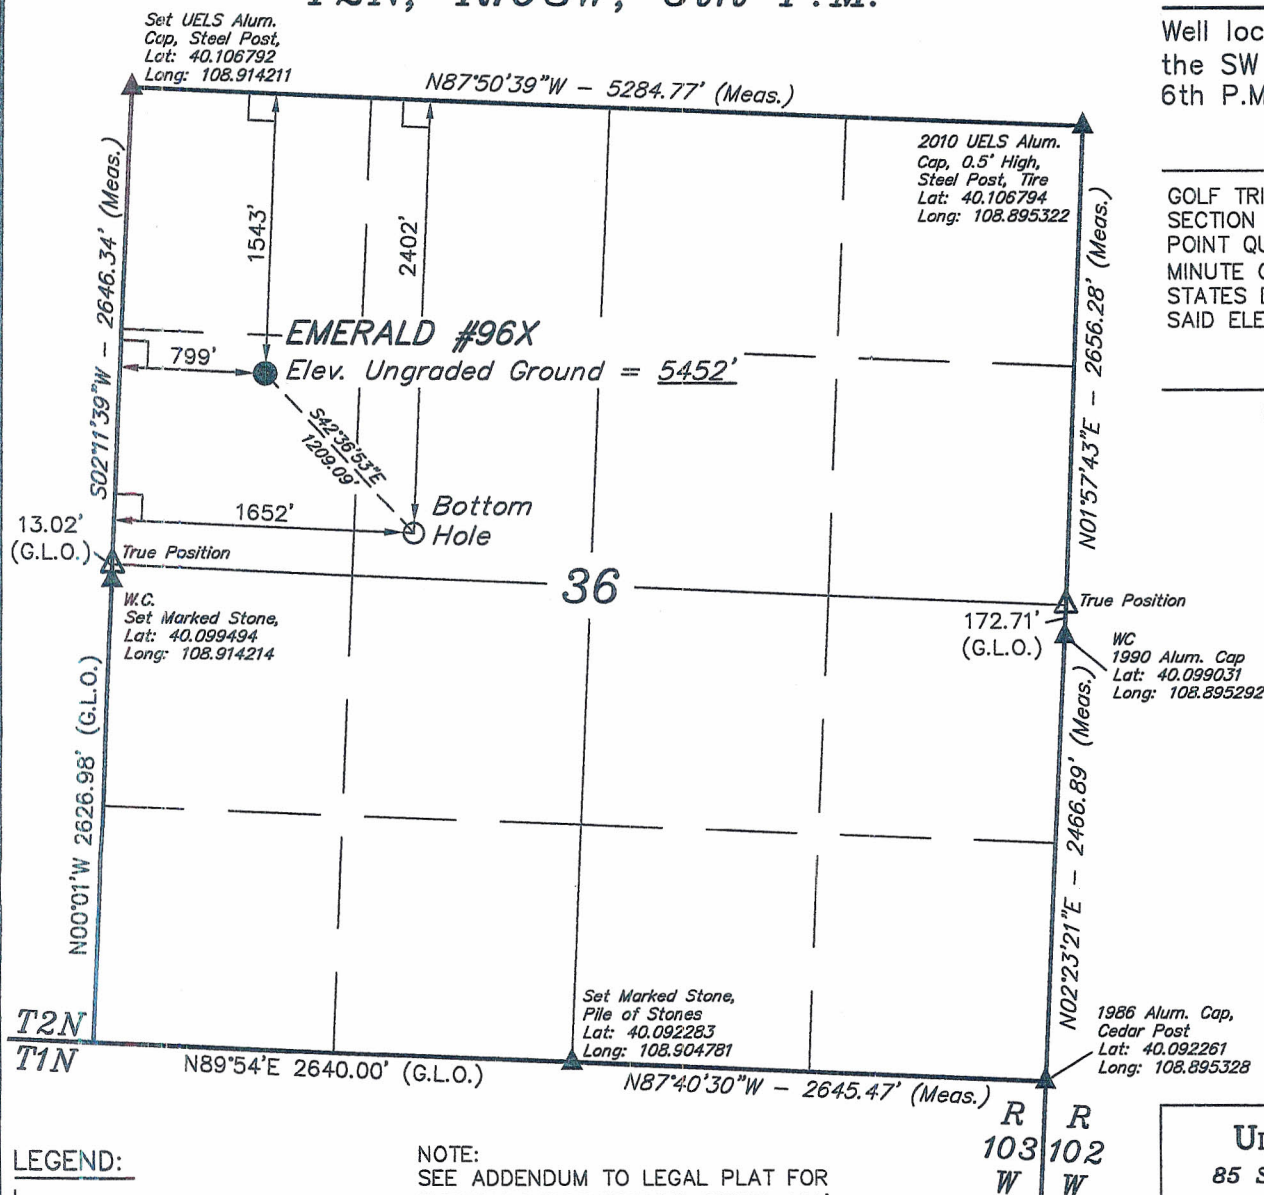 Set UELS Alum.
Cap, Steel Post,
Lat: 40.106792
Long: 108.914211
N87°50'39"W - 5284.77' (Meas.)
Well loc
the SW
6th P.M
2010 UELS Alum.
Cap, 0.5' High,
Steel Post, Tire
Lat: 40.106794
Long: 108.895322
GOLF TRI
SECTION
POINT QU
MINUTE
STATES
SAID ELE
S02°11'39"W - 2646.34' (Meas.)
1543'
2402'
N01°57'43"E - 2656.28' (Meas.)
EMERALD #96X
799'
Elev. Ungraded Ground = 5452'
S42°36'53"E
1209.09'
1652'
Bottom
Hole
13.02'
(G.L.O.)
True Position
36
W.C.
Set Marked Stone,
Lat: 40.099494
Long: 108.914214
True Position
172.71'
(G.L.O.)
WC
1990 Alum. Cap
Lat: 40.099031
Long: 108.895292
N00°01'W 2626.98' (G.L.O.)
N02°23'21"E - 2466.89' (Meas.)
Set Marked Stone,
Pile of Stones
Lat: 40.092283
Long: 108.904781
1986 Alum. Cap,
Cedar Post
Lat: 40.092261
Long: 108.895328
T2N
T1N
N89°54'E 2640.00' (G.L.O.)
N87°40'30"W - 2645.47' (Meas.)
R R
103 102
W W
LEGEND:
NOTE:
SEE ADDENDUM TO LEGAL PLAT FOR
85 S